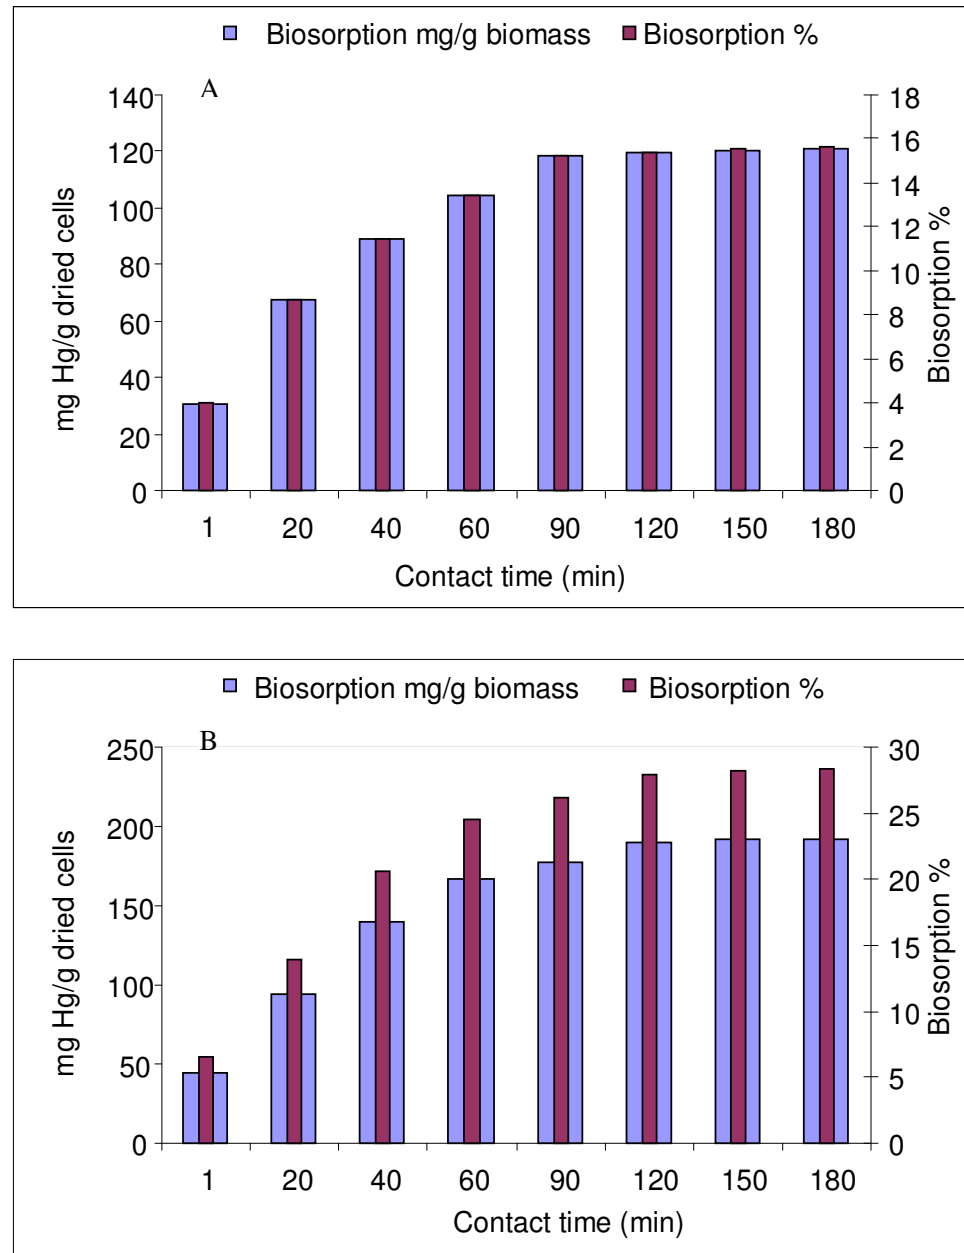 Biosorption mg/g biomass Biosorption %
A
mg Hg/g dried cells
140
120
100
80
60
40
20
0
18
16
14
12
10
8
6
4
2
0
Biosorption %
1 20 40 60 90 120 150 180
Contact time (min)
Biosorption mg/g biomass Biosorption %
B
mg Hg/g dried cells
250
200
150
100
50
0
30
25
20
15
10
5
0
Biosorption %
1 20 40 60 90 120 150 180
Contact time (min)